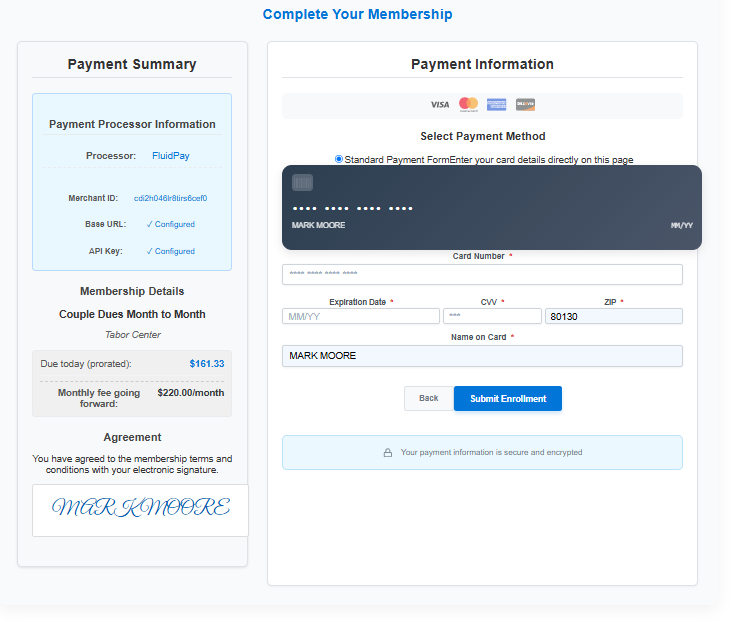 Complete Your Membership
Payment Summary
Payment Processor Information
Processor: FluidPay
Merchant ID: cdi2h046lr8tirs6cef0
Base URL: ✓ Configured
API Key: ✓ Configured
Membership Details
Couple Dues Month to Month
Tabor Center
Due today (prorated): $161.33
Monthly fee going forward: $220.00/month
Agreement
You have agreed to the membership terms and
conditions with your electronic signature.
MARK MOORE
Payment Information
VISA
Select Payment Method
Standard Payment FormEnter your card details directly on this page
•••• •••• •••• ••••
MARK MOORE MM/YY
Card Number *
**** **** **** ****
Expiration Date * CVV * ZIP *
MM/YY *** 80130
Name on Card *
MARK MOORE
Back Submit Enrollment
Your payment information is secure and encrypted